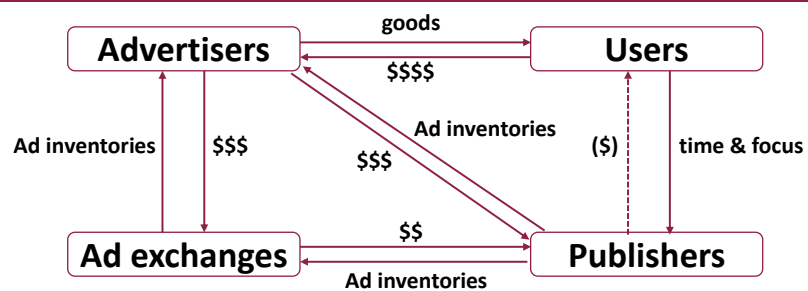 goods
Advertisers
Users
$$$$
Ad inventories
Ad inventories
$$$
$$$
($)
time & focus
$$
Ad exchanges
Publishers
Ad inventories